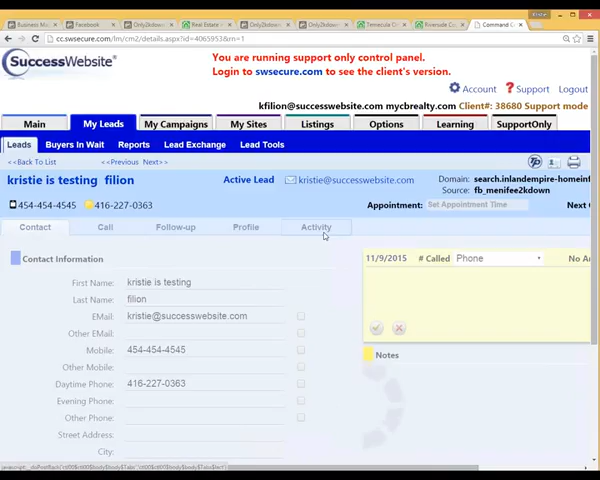 Kristie
Business M
Facebook
Only2kdown
Real Estate
Only2kdown
Only2kdown
Temecula C
Riverside C
Command C
cc.swsecure.com/lm/cm2/details.aspx?id=4065953&rn=1
SuccessWebsite®
You are running support only control panel.
Login to swsecure.com to see the client's version.
Account ? Support Logout
kfilion@successwebsite.com mycbrealty.com Client#: 38680 Support mode
Main My Leads My Campaigns My Sites Listings Options Learning SupportOnly
Leads Buyers In Wait Reports Lead Exchange Lead Tools
<<Back To List <<Previous Next>>
kristie is testing filion Active Lead kristie@successwebsite.com Domain: search.inlandempire-homeinf
Source: fb_menifee2kdown
454-454-4545 416-227-0363 Appointment: Set Appointment Time Next
Contact Call Follow-up Profile Activity
Contact Information
11/9/2015 # Called Phone No An
First Name: kristie is testing
Last Name: filion
EMail: kristie@successwebsite.com
Other EMail:
Mobile: 454-454-4545
Notes
Other Mobile:
Daytime Phone: 416-227-0363
Evening Phone:
Other Phone:
Street Address:
City: